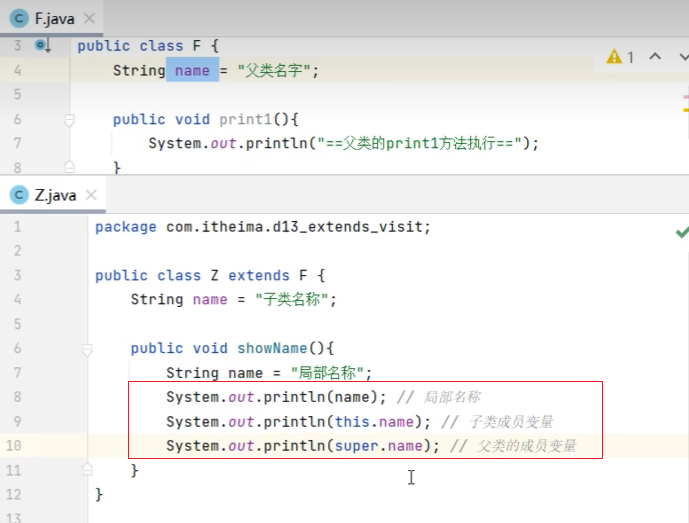 F.java
3 public class F {
4 String name = "父类名字";
1
5
6 public void print1(){
7 System.out.println("==父类的print1方法执行==");
8 }
Z.java
1 package com.itheima.d13_extends_visit;
2
3 public class Z extends F {
4 String name = "子类名称";
5
6 public void showName(){
7 String name = "局部名称";
8 System.out.println(name); // 局部名称
9 System.out.println(this.name); // 子类成员变量
10 System.out.println(super.name); // 父类的成员变量
11 }
12 }
13